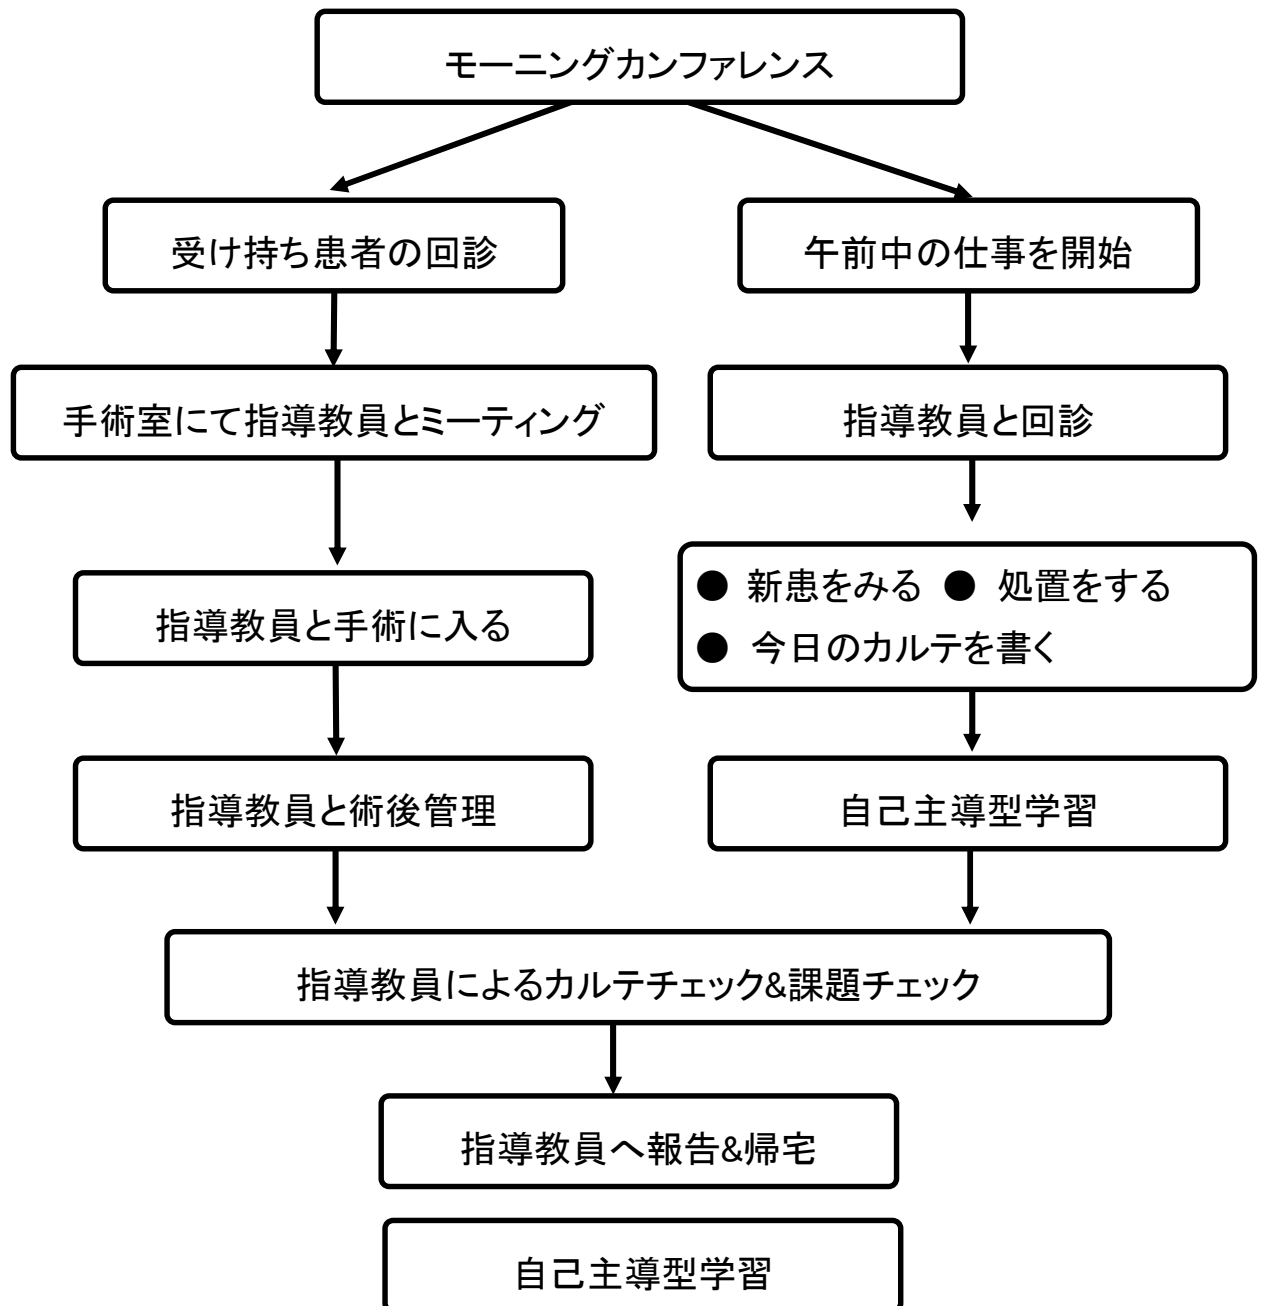 モーニングカンファレンス
受け持ち患者の回診
午前中の仕事を開始
手術室にて指導教員とミーティング
指導教員と回診
● 新患をみる ● 処置をする
● 今日のカルテを書く
指導教員と手術に入る
指導教員と術後管理
自己主導型学習
指導教員によるカルテチェック&課題チェック
指導教員へ報告&帰宅
自己主導型学習